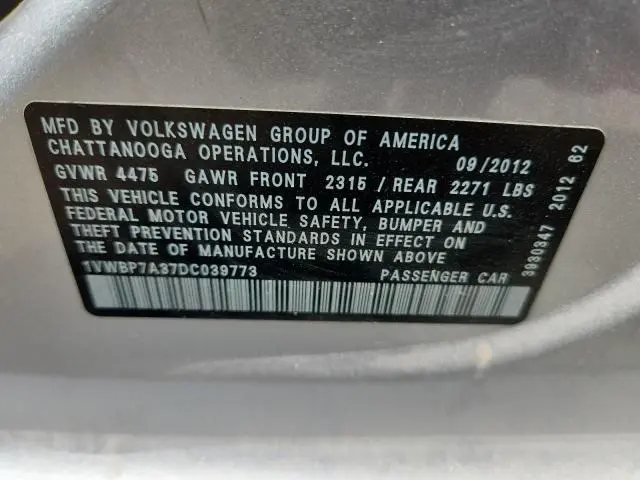 MFD BY VOLKSWAGEN GROUP OF AMERICA
CHATTANOOGA OPERATIONS, LLC. 09/2012
GVWR 4475 GAWR FRONT 2315 / REAR 2271 LBS
THIS VEHICLE CONFORMS TO ALL APPLICABLE U.S.
FEDERAL MOTOR VEHICLE SAFETY, BUMPER AND
THEFT PREVENTION STANDARDS IN EFFECT ON
THE DATE OF MANUFACTURE SHOWN ABOVE
1VWBP7A37DC039773 PASSENGER CAR
3930347 2012 62